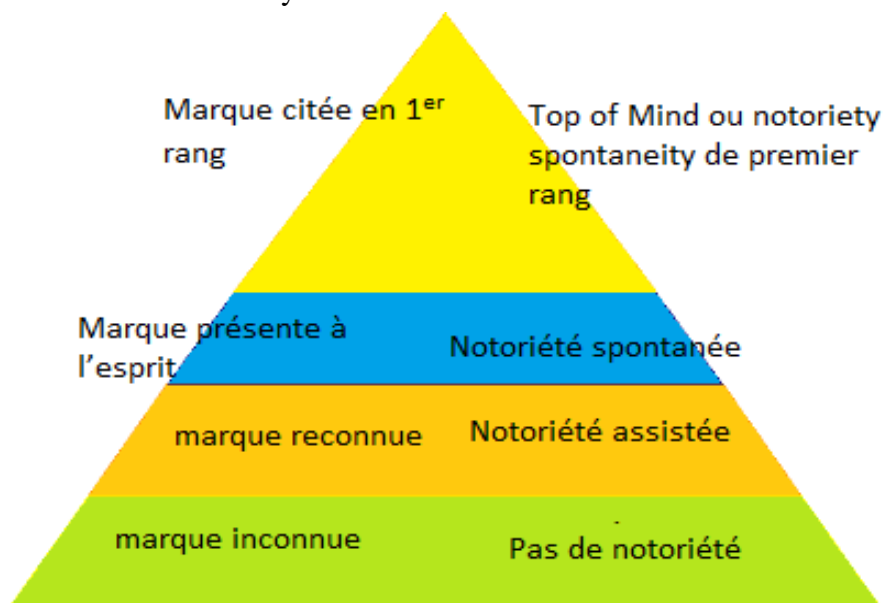 Marque citée en 1er
rang
Top of Mind ou notoriety
spontaneity de premier
rang
Marque présente à
l'esprit
Notoriété spontanée
marque reconnue
Notoriété assistée
marque inconnue
Pas de notoriété